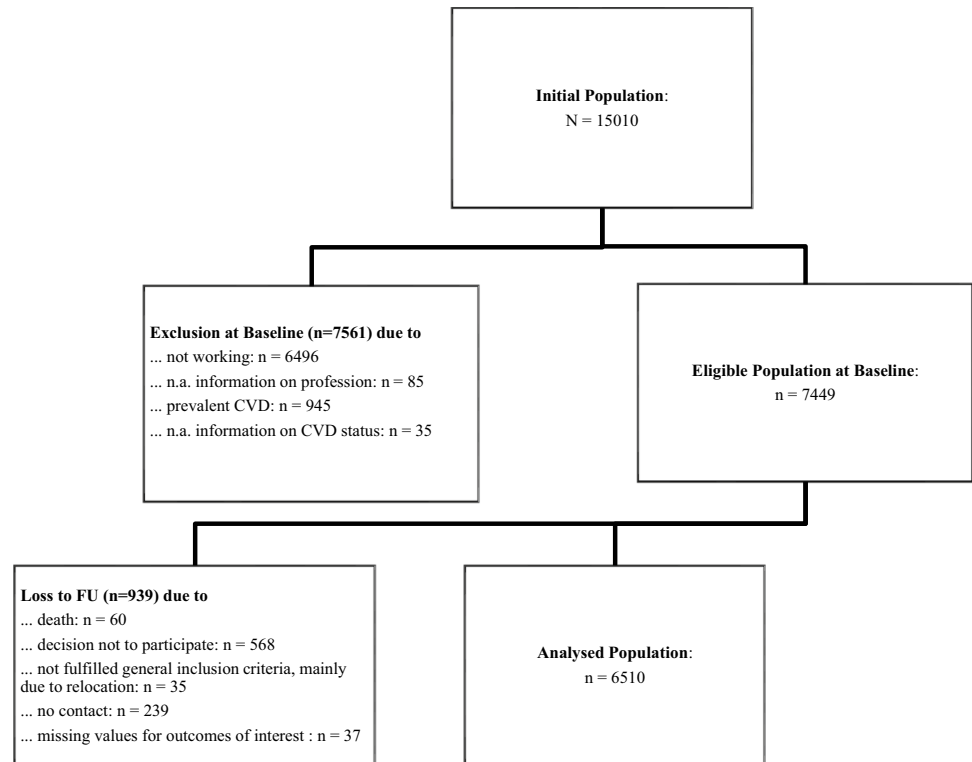 Initial Population:
N = 15010
Exclusion at Baseline (n=7561) due to
... not working: n = 6496
... n.a. information on profession: n = 85
... prevalent CVD: n = 945
... n.a. information on CVD status: n = 35
Eligible Population at Baseline:
n = 7449
Loss to FU (n=939) due to
... death: n = 60
... decision not to participate: n = 568
... not fulfilled general inclusion criteria, mainly
due to relocation: n = 35
... no contact: n = 239
... missing values for outcomes of interest : n = 37
Analysed Population:
n = 6510